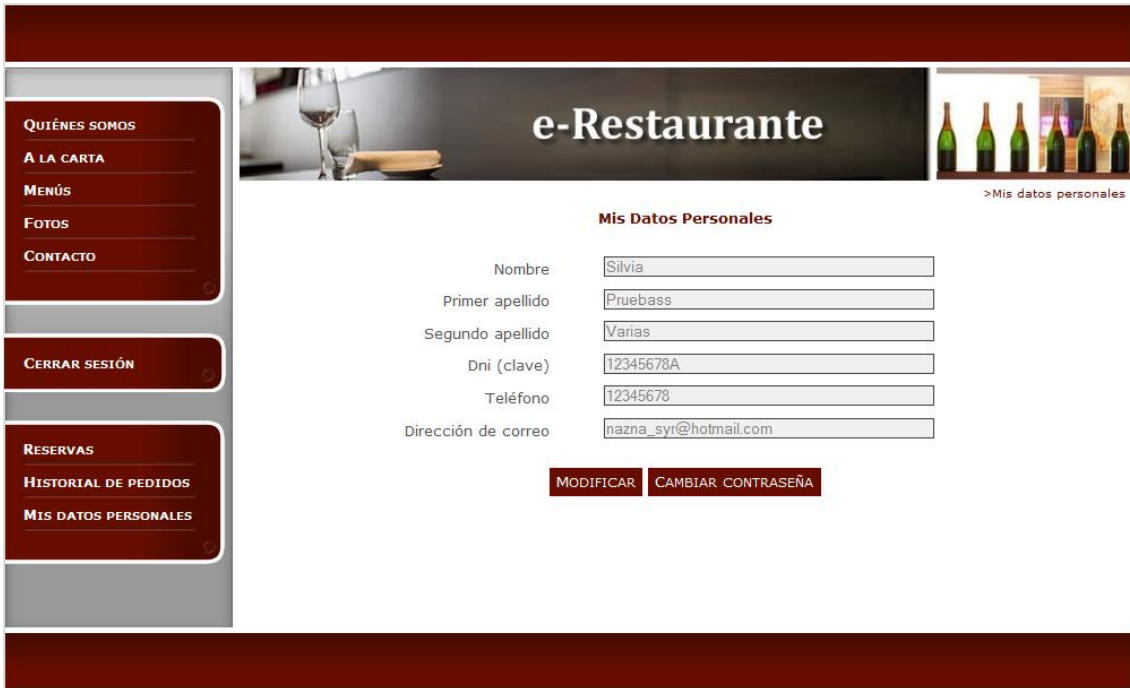 QUIÉNES SOMOS
A LA CARTA
MENÚS
FOTOS
CONTACTO
CERRAR SESIÓN
RESERVAS
HISTORIAL DE PEDIDOS
MIS DATOS PERSONALES
e-Restaurante
>Mis datos personales
Mis Datos Personales
Nombre Silvia
Primer apellido Pruebass
Segundo apellido Varias
Dni (clave) 12345678A
Teléfono 12345678
Dirección de correo nazna_syr@hotmail.com
MODIFICAR CAMBIAR CONTRASEÑA